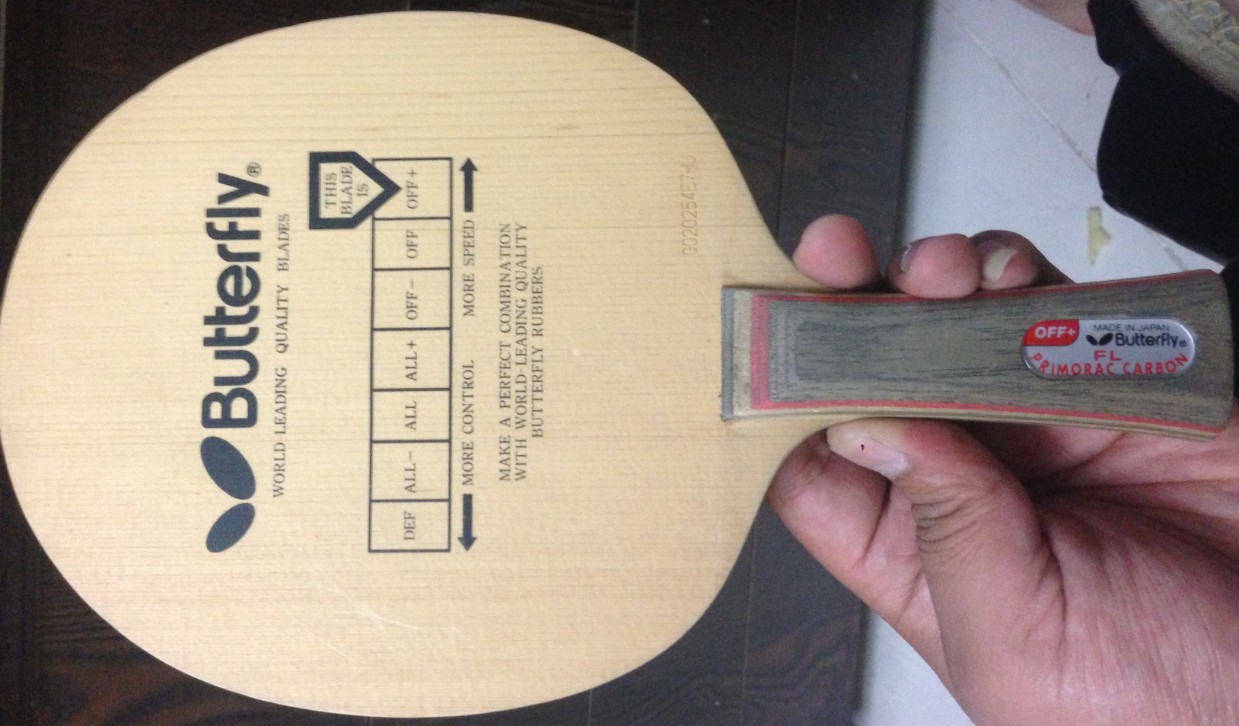 Butterfly®
WORLD LEADING QUALITY BLADES
THIS
BLADE
IS
DEF ALL- ALL ALL+ OFF- OFF OFF+
MORE CONTROL MORE SPEED
MAKE A PERFECT COMBINATION
WITH WORLD-LEADING QUALITY
BUTTERFLY RUBBERS
OFF+
MADE IN JAPAN
Butterfly®
FL
PRIMORAC CARBON